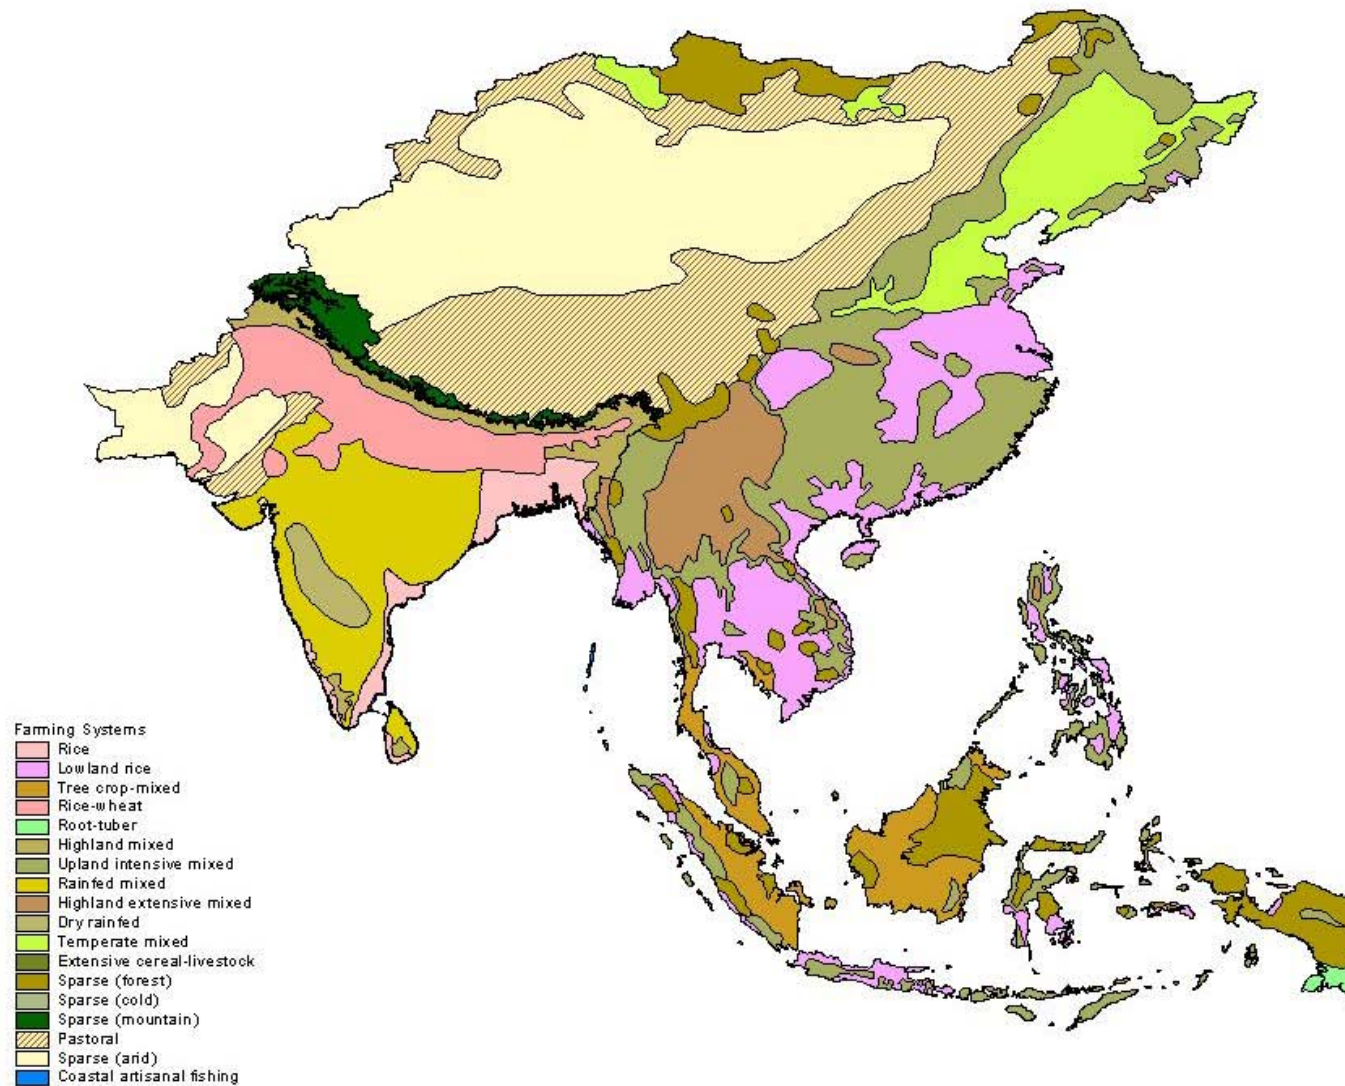 Farming Systems
Rice
Lowland rice
Tree crop-mixed
Rice-wheat
Root-tuber
Highland mixed
Upland intensive mixed
Rainfed mixed
Highland extensive mixed
Dry rainfed
Temperate mixed
Extensive cereal-livestock
Sparse (forest)
Sparse (cold)
Sparse (mountain)
Pastoral
Sparse (arid)
Coastal artisanal fishing